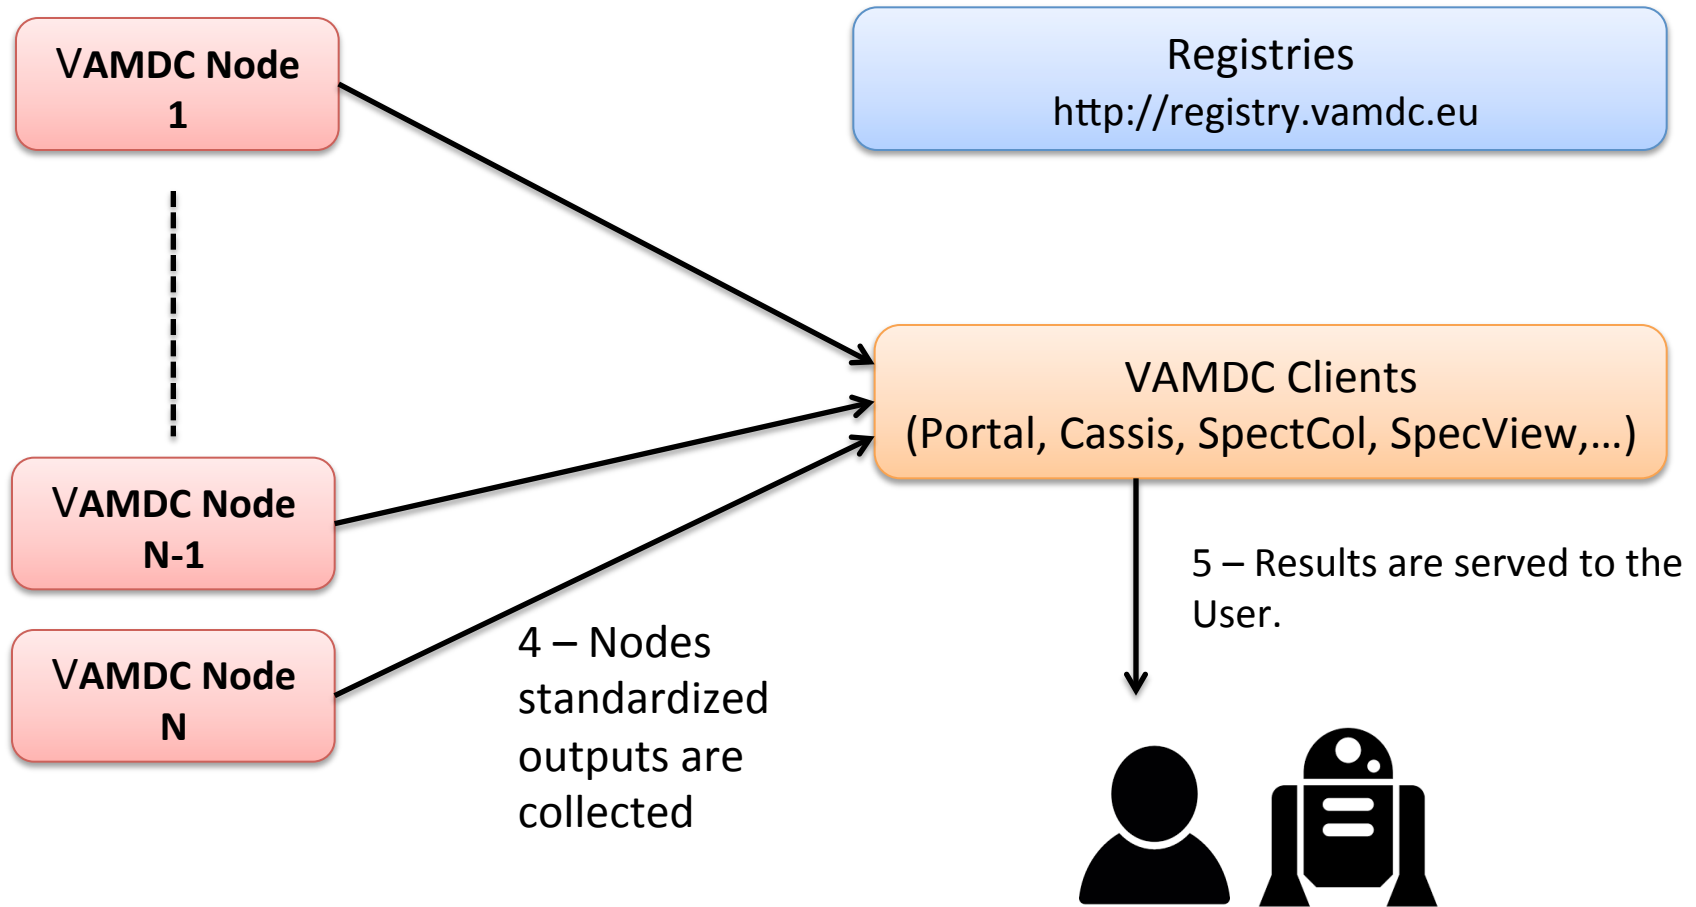 VAMDC Node
1
Registries
http://registry.vamdc.eu
VAMDC Clients
(Portal, Cassis, SpectCol, SpecView,...)
VAMDC Node
N-1
VAMDC Node
N
4 – Nodes
standardized
outputs are
collected
5 – Results are served to the
User.